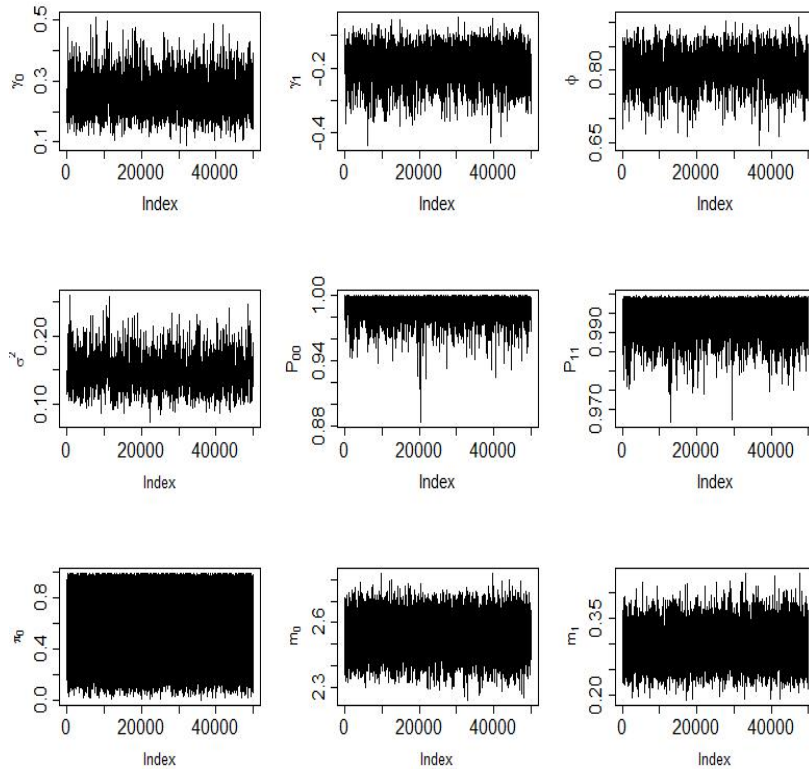 γ0
0.1 0.3 0.5
0 20000 40000
Index
γ1
-0.4 -0.2
0 20000 40000
Index
ϕ
0.65 0.80
0 20000 40000
Index
σ²
0.10 0.20
0 20000 40000
Index
P00
0.88 0.94 1.00
0 20000 40000
Index
P11
0.970 0.990
0 20000 40000
Index
π0
0.0 0.4 0.8
0 20000 40000
Index
m0
2.3 2.6
0 20000 40000
Index
m1
0.20 0.35
0 20000 40000
Index